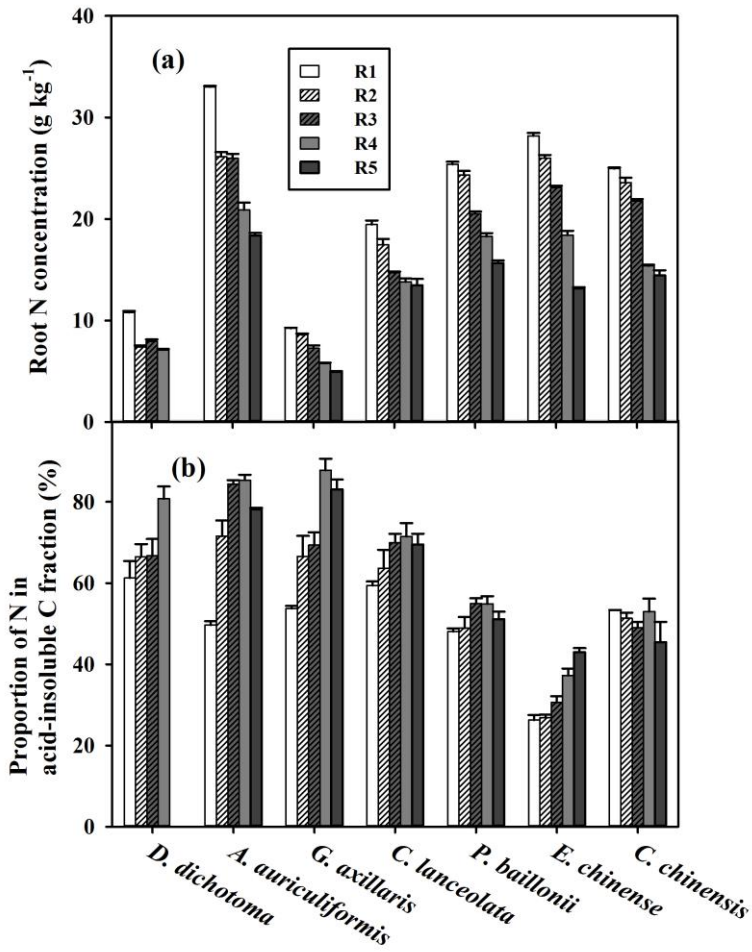 40
30
20
10
0
Root N concentration (g kg⁻¹)
(a)
R1
R2
R3
R4
R5
80
60
40
20
0
Proportion of N in
acid-insoluble C fraction (%)
(b)
D. dichotoma
A. auriculiformis
G. axillaris
C. lanceolata
P. baillonii
E. chinense
C. chinensis